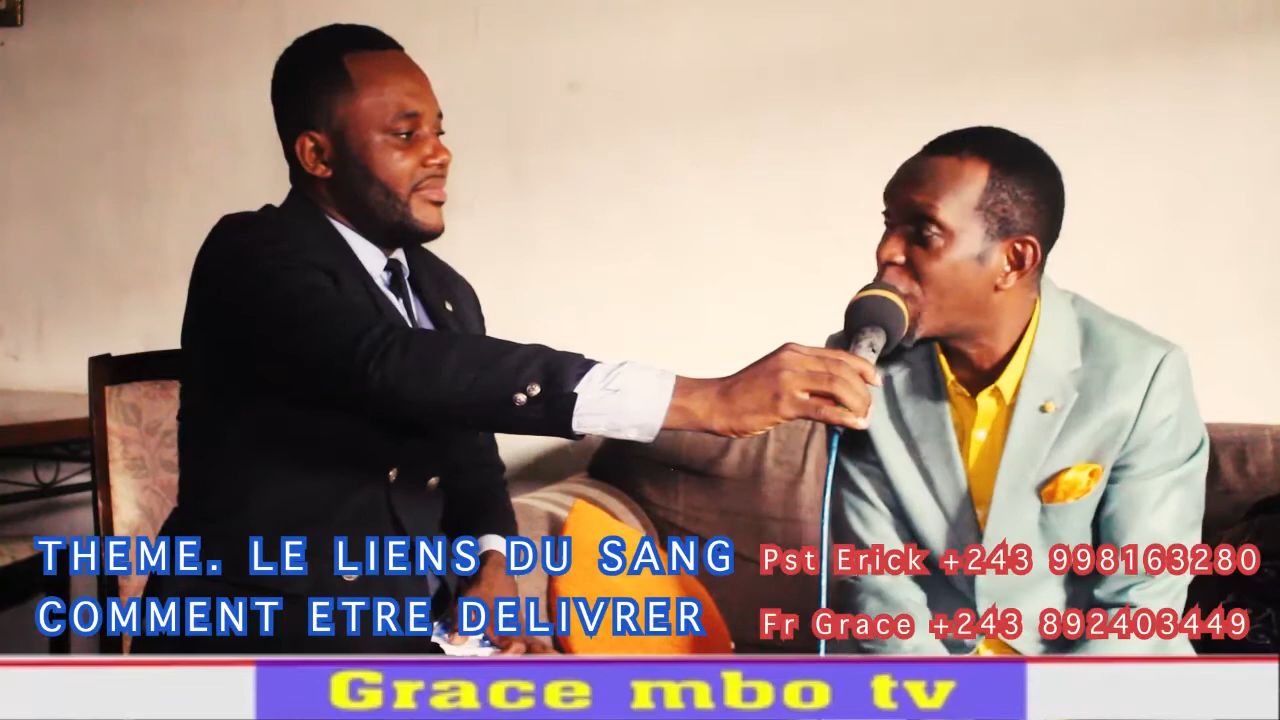 THEME. LE LIENS DU SANG
COMMENT ETRE DELIVRER
Pst Erick +243 998163280
Fr Grace +243 892403449
Grace mbo tv